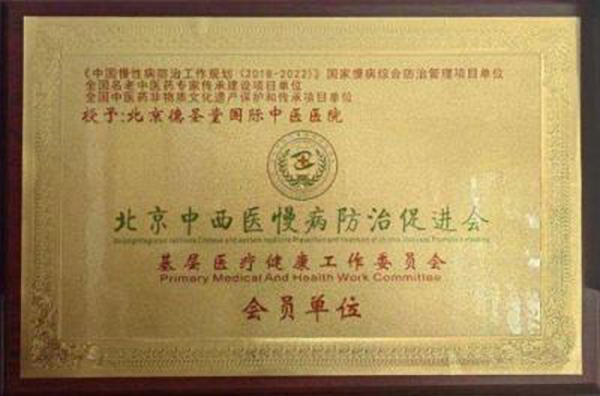 《中国慢性病防治工作规划(2018-2022)》国家慢病综合防治管理项目单位
全国名老中医药专家传承建设项目单位
全国中医药非物质文化遗产保护和传承项目单位
授予:北京德圣堂国际中医医院
北京中西医慢病防治促进会
基层医疗健康工作委员会
Primary Medical And Health Work Committee
会员单位